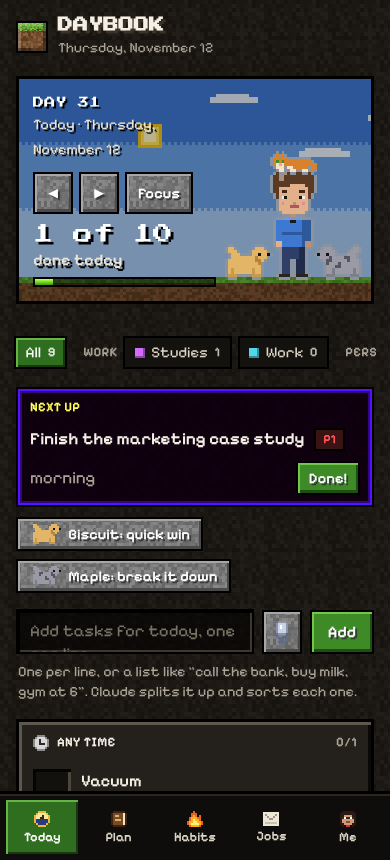 DAYBOOK
Thursday, November 12
DAY 31
Today · Thursday,
November 12
◀ ▶ Focus
1 of 10
done today
All 9 WORK Studies 1 Work 0 PERS
NEXT UP
Finish the marketing case study P1
morning Done!
Biscuit: quick win
Maple: break it down
Add tasks for today, one
Add
One per line, or a list like "call the bank, buy milk,
gym at 6". Claude splits it up and sorts each one.
ANY TIME 0/1
Vacuum
Today Plan Habits Jobs Me